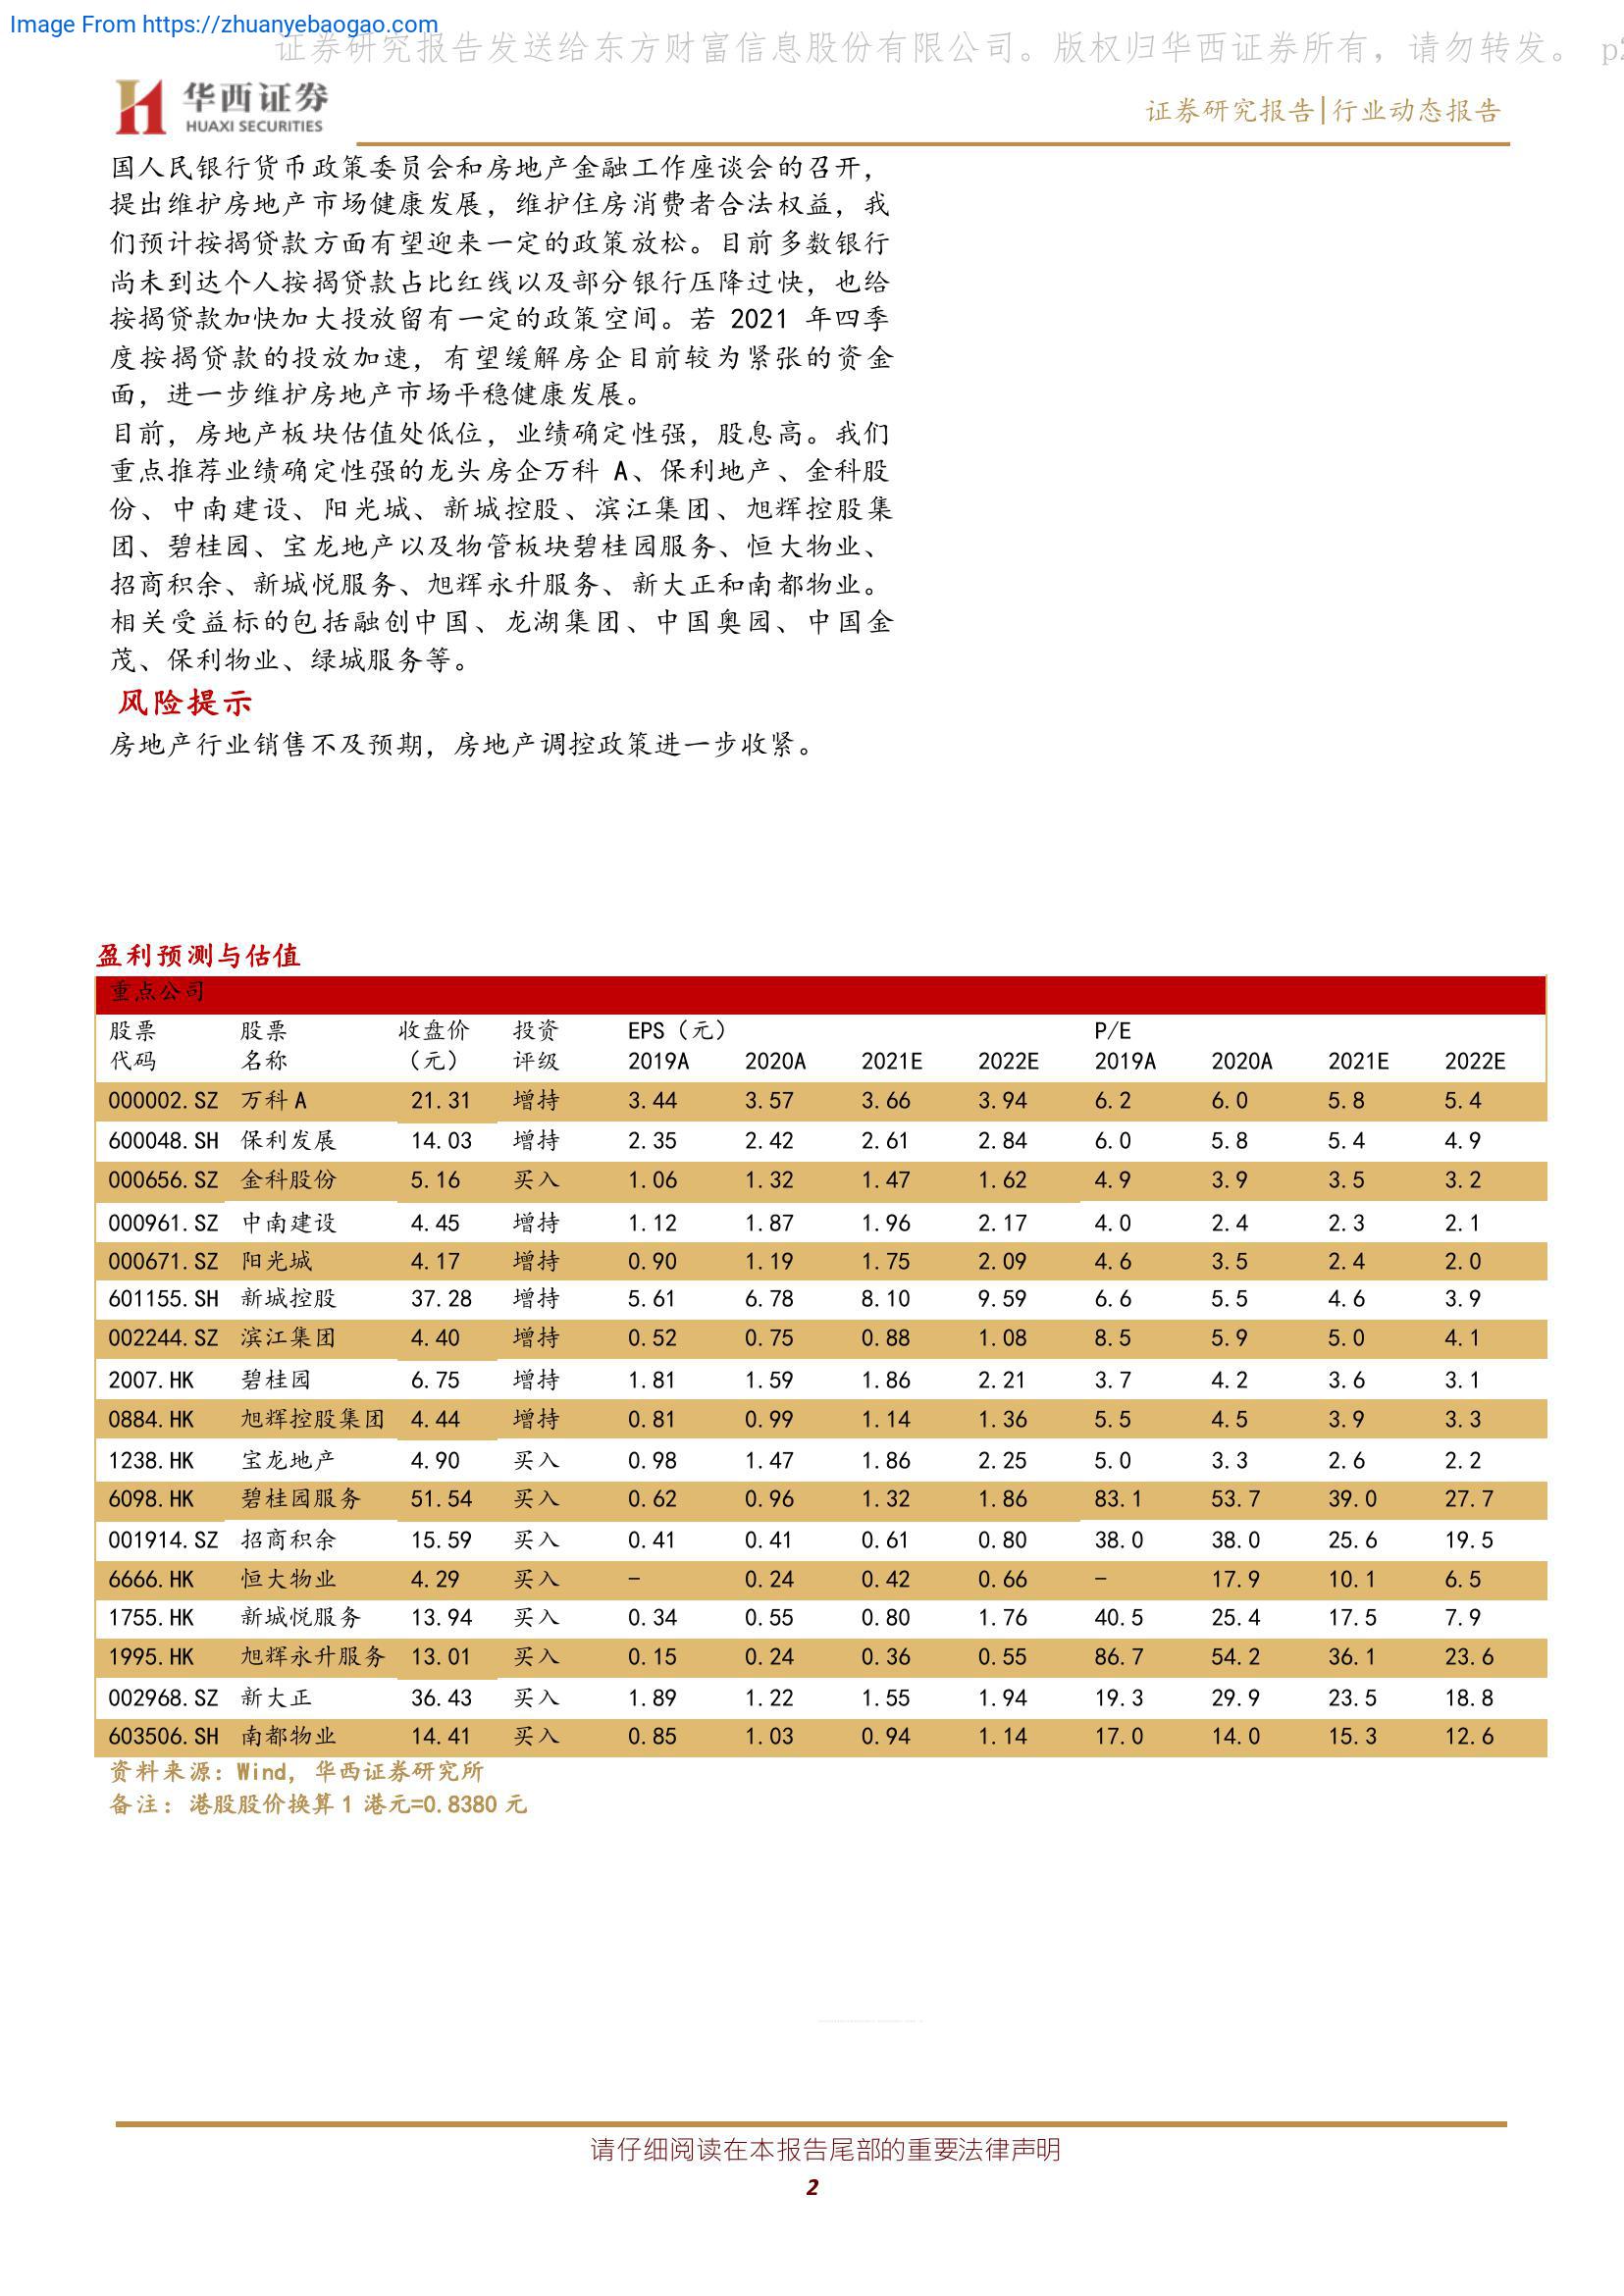 Image From https://zhuanyebaogao.com
证券研究报告发送给东方财富信息股份有限公司。版权归华西证券所有，请勿转发。 p2
华西证券
HUAXI SECURITIES
证券研究报告|行业动态报告
国人民银行货币政策委员会和房地产金融工作座谈会的召开，
提出维护房地产市场健康发展，维护住房消费者合法权益，我
们预计按揭贷款方面有望迎来一定的政策放松。目前多数银行
尚未到达个人按揭贷款占比红线以及部分银行压降过快，也给
按揭贷款加快加大投放留有一定的政策空间。若 2021 年四季
度按揭贷款的投放加速，有望缓解房企目前较为紧张的资金
面，进一步维护房地产市场平稳健康发展。
目前，房地产板块估值处低位，业绩确定性强，股息高。我们
重点推荐业绩确定性强的龙头房企万科 A、保利地产、金科股
份、中南建设、阳光城、新城控股、滨江集团、旭辉控股集
团、碧桂园、宝龙地产以及物管板块碧桂园服务、恒大物业、
招商积余、新城悦服务、旭辉永升服务、新大正和南都物业。
相关受益标的包括融创中国、龙湖集团、中国奥园、中国金
茂、保利物业、绿城服务等。
风险提示
房地产行业销售不及预期，房地产调控政策进一步收紧。
盈利预测与估值
重点公司
股票 股票 收盘价 投资 EPS（元） P/E
代码 名称 （元） 评级 2019A 2020A 2021E 2022E 2019A 2020A 2021E 2022E
000002.SZ 万科A 21.31 增持 3.44 3.57 3.66 3.94 6.2 6.0 5.8 5.4
600048.SH 保利发展 14.03 增持 2.35 2.42 2.61 2.84 6.0 5.8 5.4 4.9
000656.SZ 金科股份 5.16 买入 1.06 1.32 1.47 1.62 4.9 3.9 3.5 3.2
000961.SZ 中南建设 4.45 增持 1.12 1.87 1.96 2.17 4.0 2.4 2.3 2.1
000671.SZ 阳光城 4.17 增持 0.90 1.19 1.75 2.09 4.6 3.5 2.4 2.0
601155.SH 新城控股 37.28 增持 5.61 6.78 8.10 9.59 6.6 5.5 4.6 3.9
002244.SZ 滨江集团 4.40 增持 0.52 0.75 0.88 1.08 8.5 5.9 5.0 4.1
2007.HK 碧桂园 6.75 增持 1.81 1.59 1.86 2.21 3.7 4.2 3.6 3.1
0884.HK 旭辉控股集团 4.44 增持 0.81 0.99 1.14 1.36 5.5 4.5 3.9 3.3
1238.HK 宝龙地产 4.90 买入 0.98 1.47 1.86 2.25 5.0 3.3 2.6 2.2
6098.HK 碧桂园服务 51.54 买入 0.62 0.96 1.32 1.86 83.1 53.7 39.0 27.7
001914.SZ 招商积余 15.59 买入 0.41 0.41 0.61 0.80 38.0 38.0 25.6 19.5
6666.HK 恒大物业 4.29 买入 - 0.24 0.42 0.66 - 17.9 10.1 6.5
1755.HK 新城悦服务 13.94 买入 0.34 0.55 0.80 1.76 40.5 25.4 17.5 7.9
1995.HK 旭辉永升服务 13.01 买入 0.15 0.24 0.36 0.55 86.7 54.2 36.1 23.6
002968.SZ 新大正 36.43 买入 1.89 1.22 1.55 1.94 19.3 29.9 23.5 18.8
603506.SH 南都物业 14.41 买入 0.85 1.03 0.94 1.14 17.0 14.0 15.3 12.6
资料来源：Wind，华西证券研究所
备注：港股股价换算 1 港元=0.8380 元
请仔细阅读在本报告尾部的重要法律声明
2